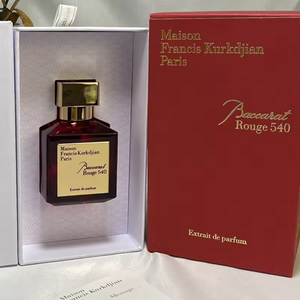 Maison
Francis Kurkdjian
Paris
Baccarat
Rouge 540
Extrait de parfum
Maison
Francis Kurkdjian
Paris
Baccarat
Rouge 540
Extrait de parfum